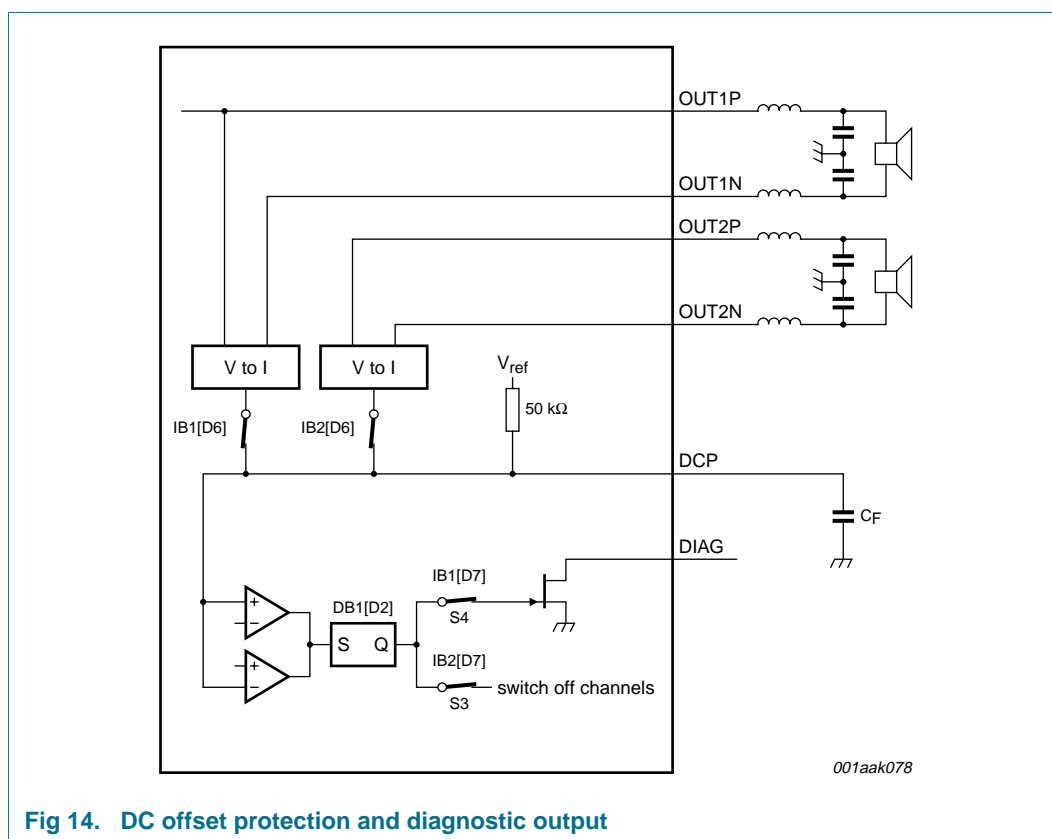 OUT1P
OUT1N
OUT2P
OUT2N
V to I
V to I
Vref
50 kΩ
IB1[D6]
IB2[D6]
DCP
CF
DIAG
IB1[D7]
S4
DB1[D2]
S Q
IB2[D7]
S3
switch off channels
+
−
+
−
001aak078
Fig 14. DC offset protection and diagnostic output